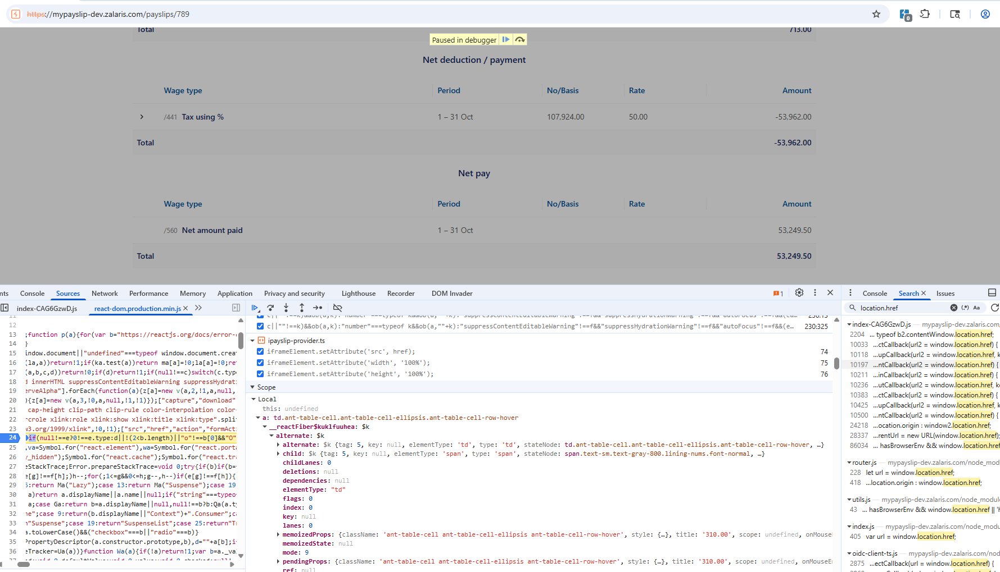 https://mypayslip-dev.zalaris.com/payslips/789
0
Total 713.00
Paused in debugger
Net deduction / payment
Wage type Period No/Basis Rate Amount
/441 Tax using % 1 – 31 Oct 107,924.00 50.00 -53,962.00
Total -53,962.00
Net pay
Wage type Period No/Basis Rate Amount
/560 Net amount paid 1 – 31 Oct 53,249.50
Total 53,249.50
nts Console Sources Network Performance Memory Application Privacy and security Lighthouse Recorder DOM Invader 1
index-CAG6GzwD.js react-dom.production.min.js
12
13 ;function p(a){for(var b="https://reactjs.org/docs/error-
14 }
15 indow.document||"undefined"===typeof window.document.crea
16 (la,a))return!1;if(ka.test(a))return ma[a]=!0;la[a]=!0;ret
17 (a,b,c,d))return!0;if(d)return!1;if(null!==c)switch(c.type
18 d innerHTML suppressContentEditableWarning suppressHydrati
19 erveAlpha"].forEach(function(a){z[a]=new v(a,2,!1,a,null,
20 ){z[a]=new v(a,3,!0,a,null,!1,!1)});["capture","download"
21 cap-height clip-path clip-rule color-interpolation color-
22 :crole xlink:role xlink:show xlink:title xlink:type".split
23 w3.org/1999/xlink",!0,!1);["src","href","action","formActi
24 if(null!==e?0!==e.type:d||!(2<b.length)||"o"!==b[0]&&"O"
25 ,va=Symbol.for("react.element"),wa=Symbol.for("react.porta
26 y_hidden");Symbol.for("react.cache");Symbol.for("react.tra
27 eStackTrace;Error.prepareStackTrace=void 0;try{if(b)if(b=
28 e[g]!==f[h];)h--;for(;1<=g&&0<=h;g--,h--)if(e[g]!==f[h]){
29 5:return Ma("Lazy");case 13:return Ma("Suspense");case 19
30 a)return a.displayName||a.name||null;if("string"===typeo
31 a;case Ga:return b=a.displayName||null,null!==b?b:Qa(a.ty
32 ne";case 9:return(b.displayName||"Context")+".Consumer";ca
33 n"Suspense";case 19:return"SuspenseList";case 25:return"Tr
34 a.toLowerCase()&&("checkbox"===b||"radio"===b)}
35 PropertyDescriptor(a.constructor.prototype,b),d=""+a[b];i
36 eTracker=Ua(a))}function Wa(a){if(!a)return!1;var b=a._val
c||""!==k)&&ob(a,""+k):"number"===typeof k&&ob(a,""+k):"suppressContentEditableWarning"!==f&&"suppressHydrationWarning"!==f&&"autoFocus"!==f&&(e… 230:325
ipayslip-provider.ts
iframeElement.setAttribute('src', href); 74
iframeElement.setAttribute('width', '100%'); 75
iframeElement.setAttribute('height', '100%'); 76
Scope
Local
this: undefined
a: td.ant-table-cell.ant-table-cell-ellipsis.ant-table-cell-row-hover
__reactFiber$kuklfuuhea: $k
alternate: $k
alternate: $k {tag: 5, key: null, elementType: 'td', type: 'td', stateNode: td.ant-table-cell.ant-table-cell-ellipsis.ant-table-cell-row-hover, …}
child: $k {tag: 5, key: null, elementType: 'span', type: 'span', stateNode: span.text-sm.text-gray-800.lining-nums.font-normal, …}
childLanes: 0
deletions: null
dependencies: null
elementType: "td"
flags: 0
index: 0
key: null
lanes: 0
memoizedProps: {className: 'ant-table-cell ant-table-cell-ellipsis ant-table-cell-row-hover', style: {…}, title: '310.00', scope: undefined, onMouse
memoizedState: null
mode: 9
pendingProps: {className: 'ant-table-cell ant-table-cell-ellipsis ant-table-cell-row-hover', style: {…}, title: '310.00', scope: undefined, onMouseE
ref: null
Console Search Issues
location.href (.*) Aa
index-CAG6GzwD.js — mypayslip-dev.zalaris.com
2204 ... typeof b2.contentWindow.location.href;
10033 ...ctCallback(url2 = window.location.href) {
10118 ...upCallback(url2 = window.location.href, k
10197 ...ntCallback(url2 = window.location.href) {
10211 ...inCallback(url2 = window.location.href) {
10236 ...utCallback(url2 = window.location.href, ke
10383 ...ctCallback(url2 = window.location.href) {
10425 ...upCallback(url2 = window.location.href, k
10500 ...ntCallback(url2 = window.location.href) {
24218 ...ocation.origin : window2.location.href;
28337 ...rentUrl = new URL(window.location.href);
86034 ... hasBrowserEnv && window.location.href
router.js — mypayslip-dev.zalaris.com/node_mod
228 let url = window.location.href;
418 ...location.origin : window.location.href;
utils.js — mypayslip-dev.zalaris.com/node_module
43 ... hasBrowserEnv && window.location.href || 'h
index.js — mypayslip-dev.zalaris.com/node_modu
405 var url = window.location.href;
oidc-client-ts.js — mypayslip-dev.zalaris.com/nod
2875 ...ectCallback(url = window.location.href) {